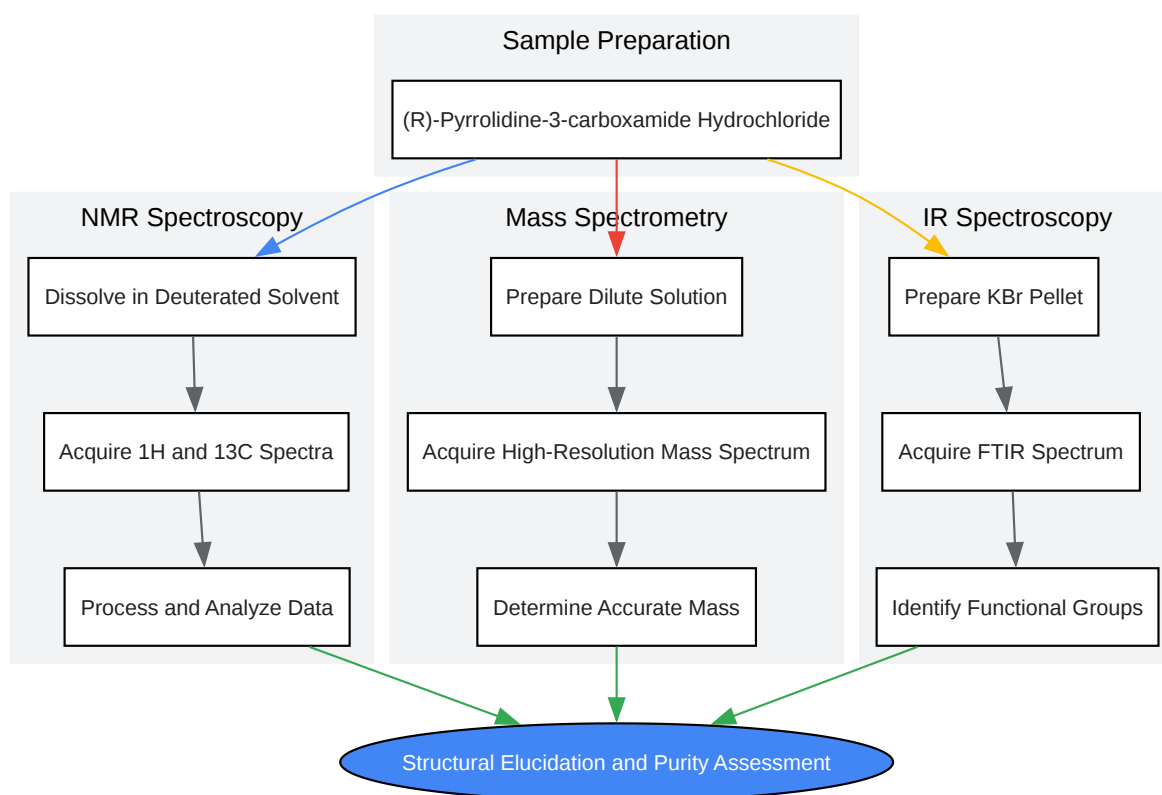 Sample Preparation
(R)-Pyrrolidine-3-carboxamide Hydrochloride
NMR Spectroscopy
Mass Spectrometry
IR Spectroscopy
Dissolve in Deuterated Solvent
Prepare Dilute Solution
Prepare KBr Pellet
Acquire 1H and 13C Spectra
Acquire High-Resolution Mass Spectrum
Acquire FTIR Spectrum
Process and Analyze Data
Determine Accurate Mass
Identify Functional Groups
Structural Elucidation and Purity Assessment